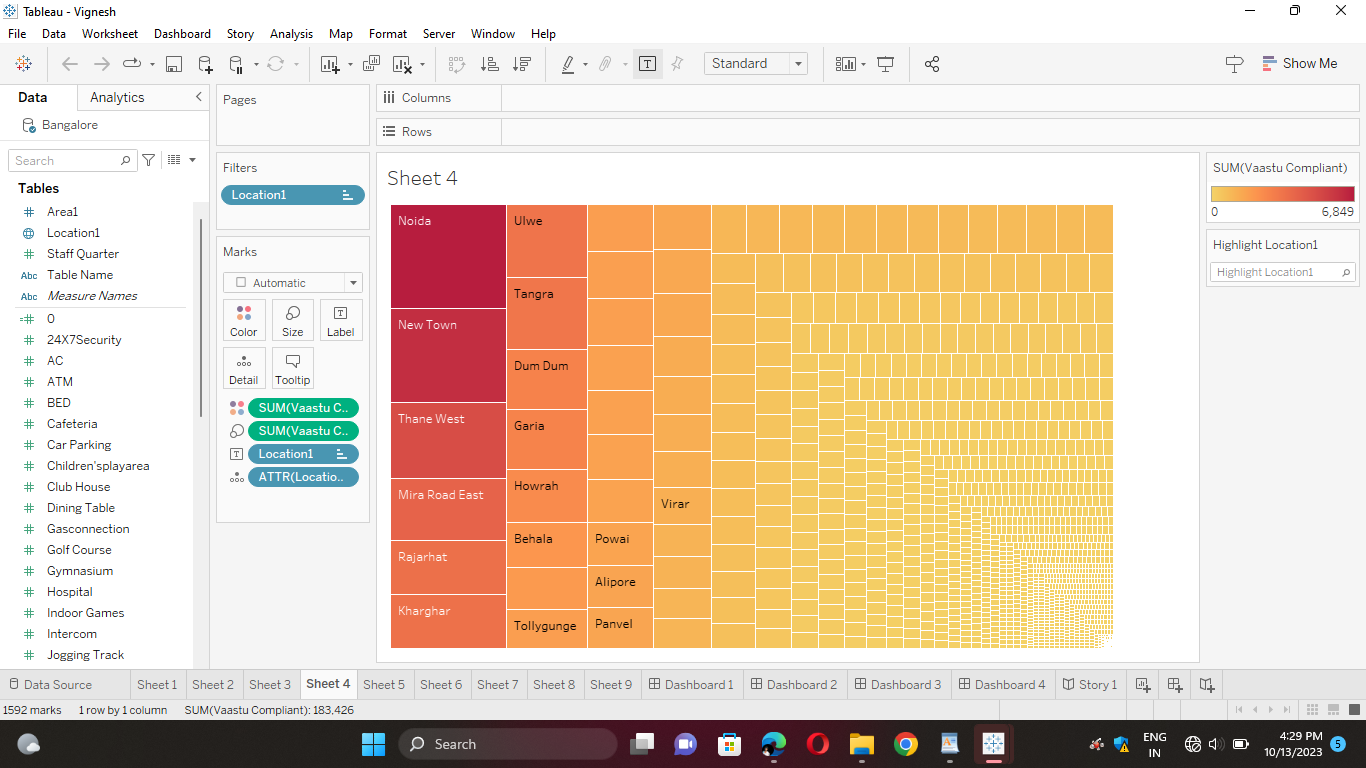 Tableau - Vignesh
File Data Worksheet Dashboard Story Analysis Map Format Server Window Help
Standard
Show Me
Data Analytics
Bangalore
Search
Tables
Area1
Location1
Staff Quarter
Abc Table Name
Abc Measure Names
0
24X7Security
AC
ATM
BED
Cafeteria
Car Parking
Children'splayarea
Club House
Dining Table
Gasconnection
Golf Course
Gymnasium
Hospital
Indoor Games
Intercom
Jogging Track
Pages
Filters
Location1
Marks
Automatic
Color Size Label
Detail Tooltip
SUM(Vaastu C..
SUM(Vaastu C..
Location1
ATTR(Locatio..
Columns
Rows
Sheet 4
Noida
New Town
Thane West
Mira Road East
Rajarhat
Kharghar
Ulwe
Tangra
Dum Dum
Garia
Howrah
Behala
Tollygunge
Powai
Alipore
Panvel
Virar
SUM(Vaastu Compliant)
0 6,849
Highlight Location1
Highlight Location1
Data Source Sheet 1 Sheet 2 Sheet 3 Sheet 4 Sheet 5 Sheet 6 Sheet 7 Sheet 8 Sheet 9 Dashboard 1 Dashboard 2 Dashboard 3 Dashboard 4 Story 1
1592 marks 1 row by 1 column SUM(Vaastu Compliant): 183,426
Search
ENG
IN
4:29 PM
10/13/2023
5